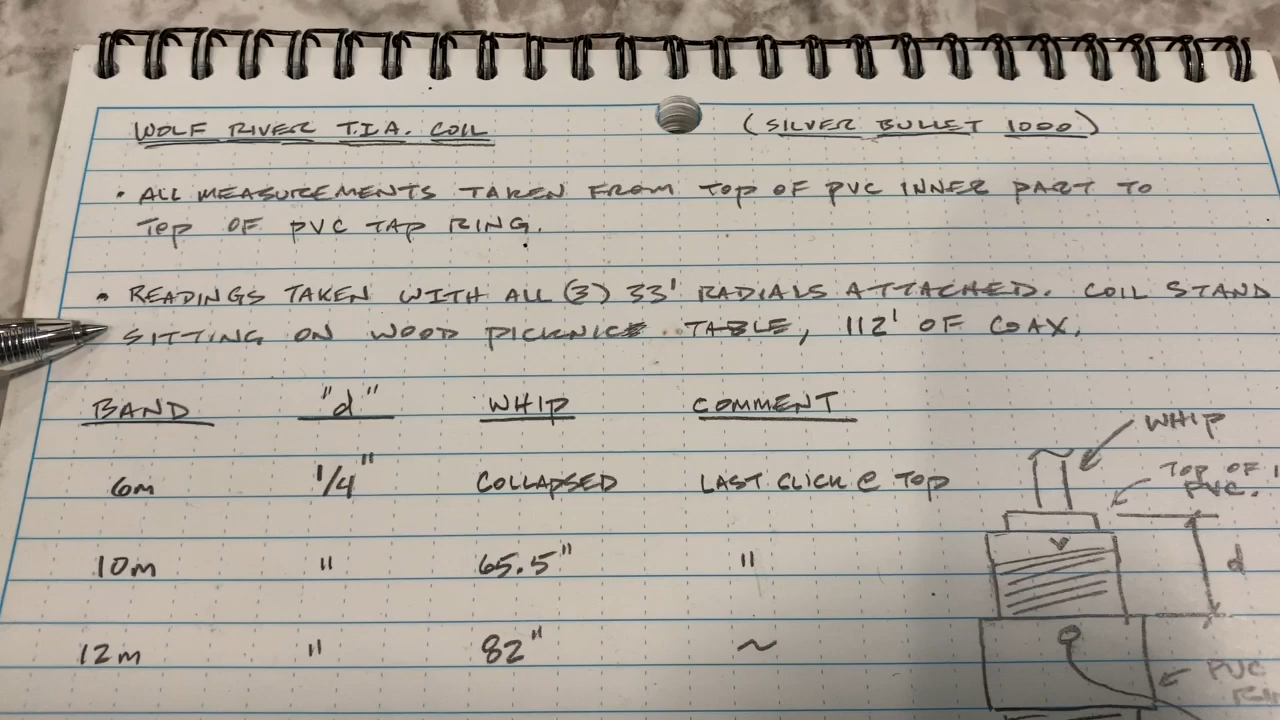 WOLF RIVER T.I.A. COIL (SILVER BULLET 1000)
• ALL MEASUREMENTS TAKEN FROM TOP OF PVC INNER PART TO
TOP OF PVC TAP RING.
• READINGS TAKEN WITH ALL (3) 33' RADIALS ATTACHED. COIL STAND
SITTING ON WOOD PICKNICK TABLE, 112' OF COAX.
BAND "d" WHIP COMMENT
6m 1/4" COLLAPSED LAST CLICK @ TOP
10m " 65.5" "
12m " 82" ~
WHIP
TOP OF
PVC.
d
PVC